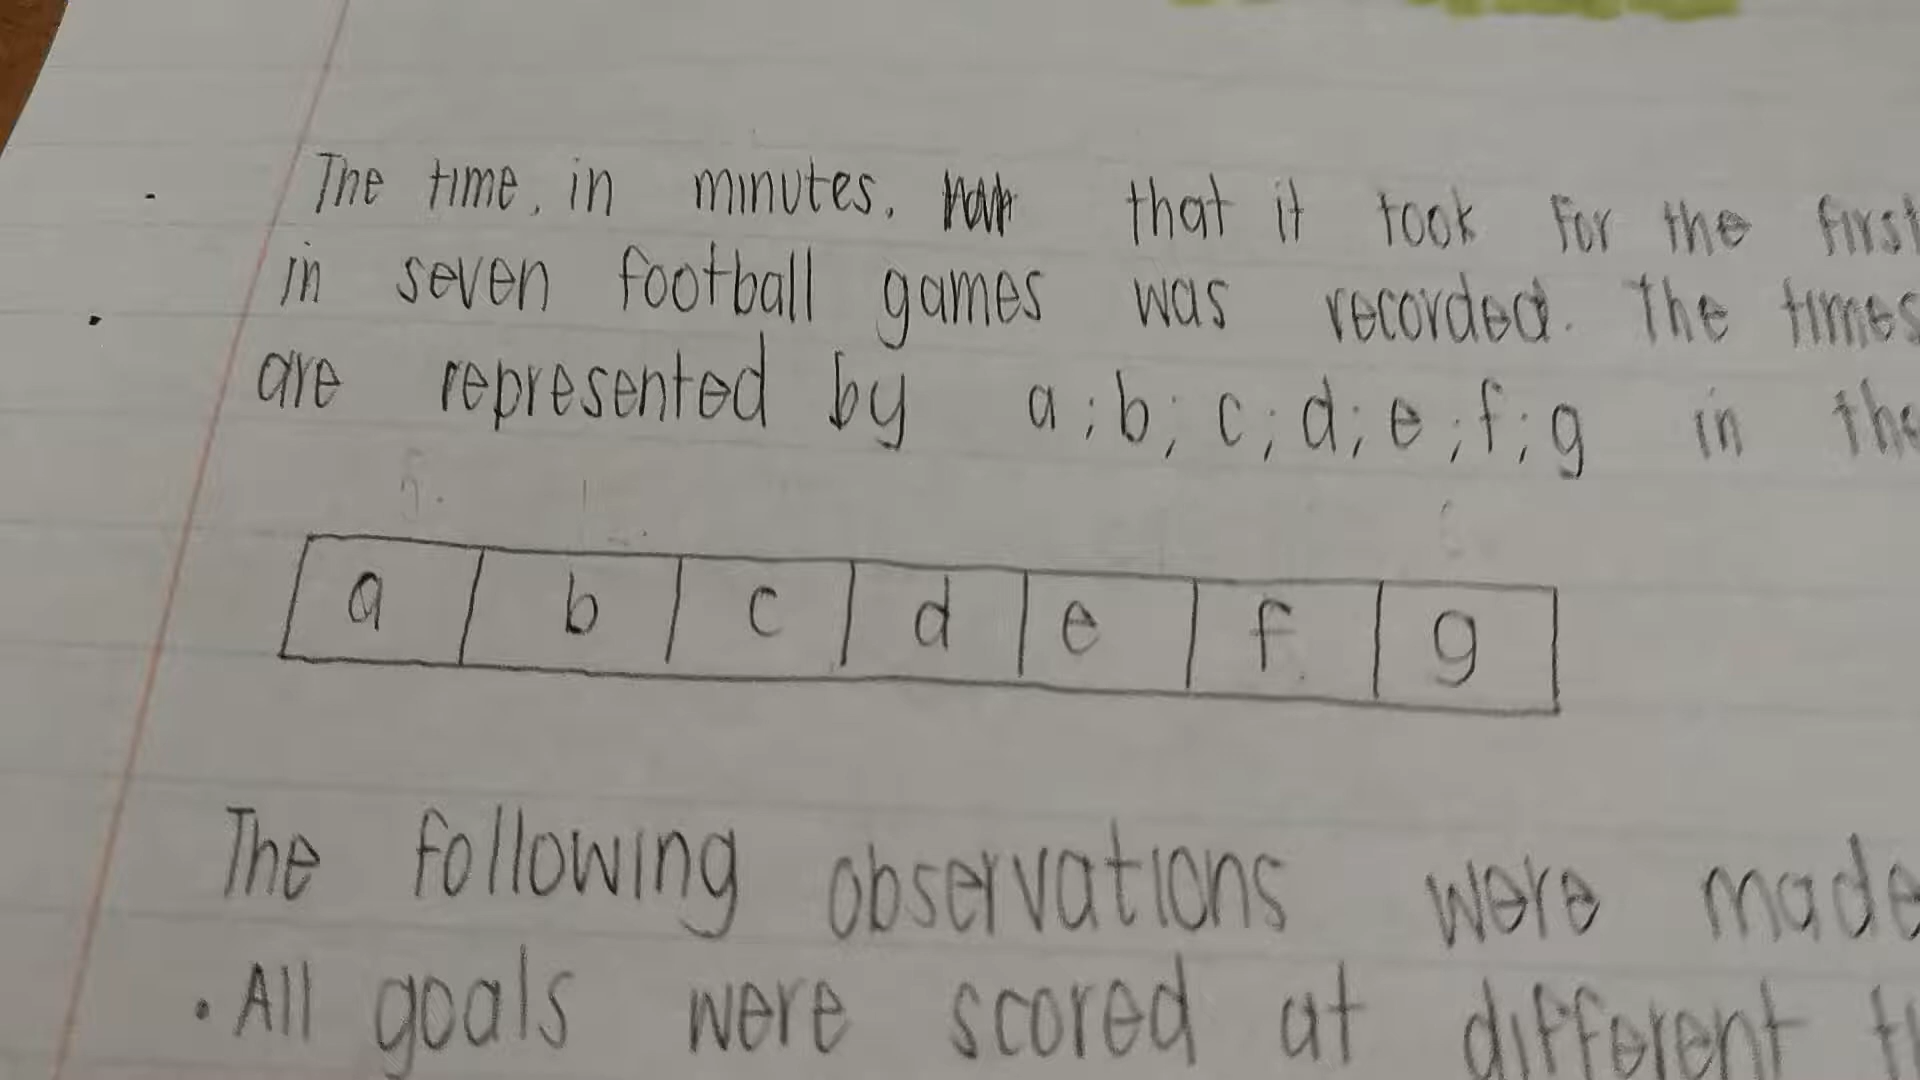 The time, in minutes, that it took for the first
in seven football games was recorded. The times
are represented by a; b; c; d; e; f; g in the
a b c d e f g
The following observations were made
. All goals were scored at different